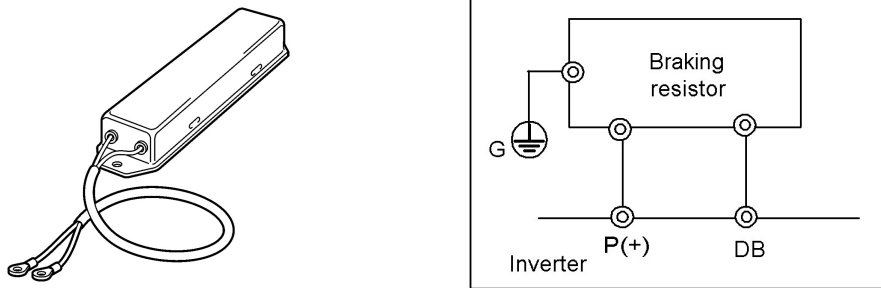 Braking
resistor
G
P(+)
DB
Inverter